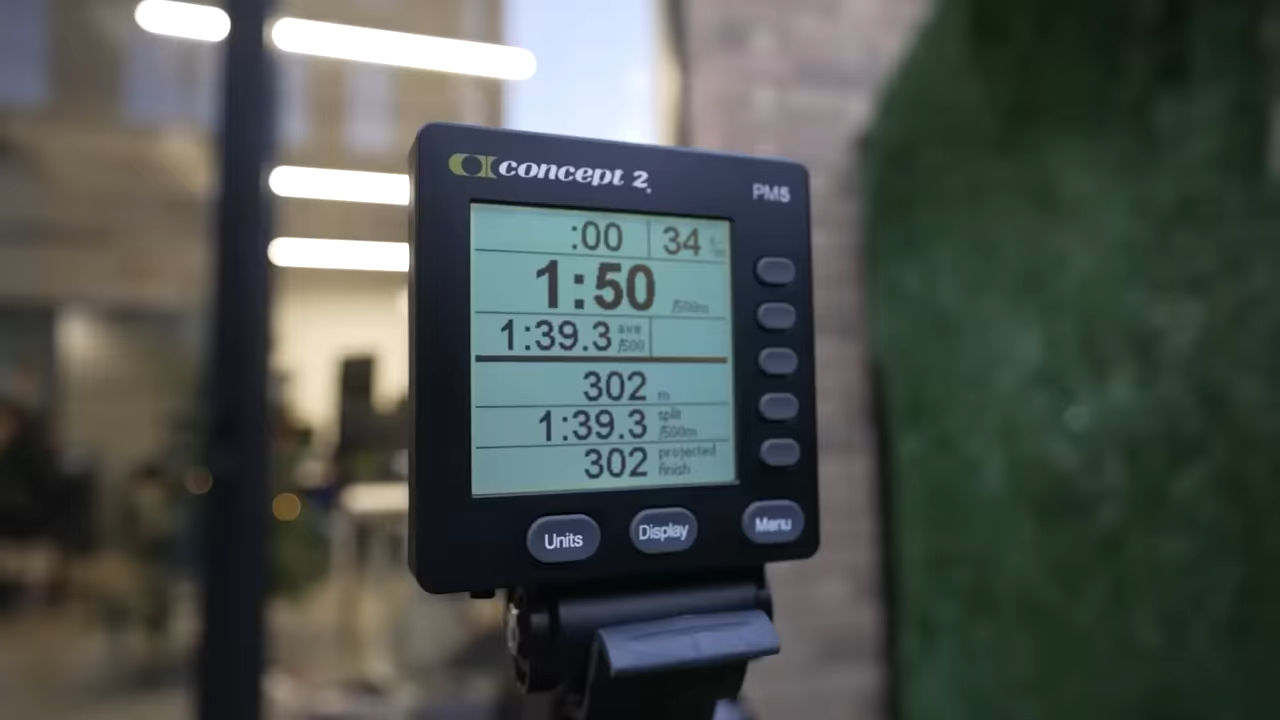 concept 2
PM5
:00 34 s/m
1:50 /500m
1:39.3 ave /500
302 m
1:39.3 split /500m
302 projected finish
Units Display Menu